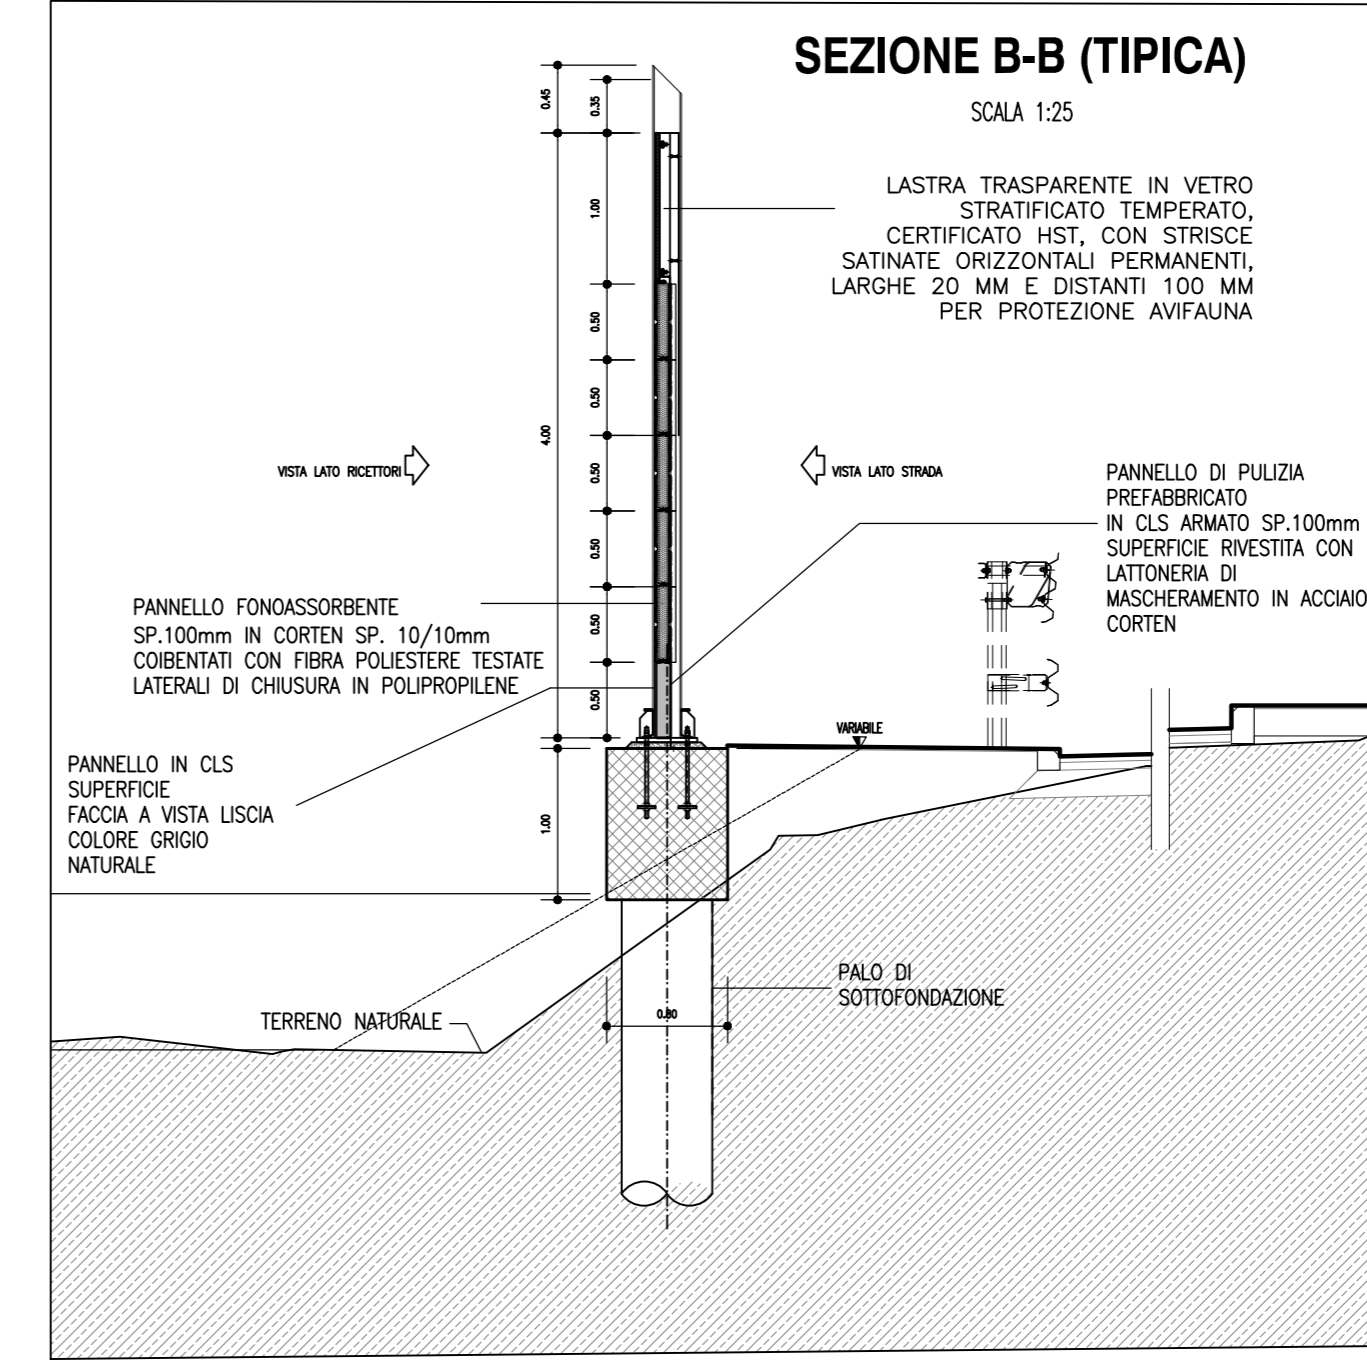 SEZIONE B-B (TIPICA)
SCALA 1:25
0.45
0.35
1.00
LASTRA TRASPARENTE IN VETRO
STRATIFICATO TEMPERATO,
CERTIFICATO HST, CON STRISCE
SATINATE ORIZZONTALI PERMANENTI,
LARGHE 20 MM E DISTANTI 100 MM
PER PROTEZIONE AVIFAUNA
0.50
0.50
4.00
0.50
0.50
0.50
0.50
VISTA LATO RICETTORI
VISTA LATO STRADA
PANNELLO DI PULIZIA
PREFABBRICATO
IN CLS ARMATO SP.100mm
SUPERFICIE RIVESTITA CON
LATTONERIA DI
MASCHERAMENTO IN ACCIAIO
CORTEN
PANNELLO FONOASSORBENTE
SP.100mm IN CORTEN SP. 10/10mm
COIBENTATI CON FIBRA POLIESTERE TESTATE
LATERALI DI CHIUSURA IN POLIPROPILENE
VARIABILE
PANNELLO IN CLS
SUPERFICIE
FACCIA A VISTA LISCIA
COLORE GRIGIO
NATURALE
1.00
PALO DI
SOTTOFONDAZIONE
TERRENO NATURALE
0.80